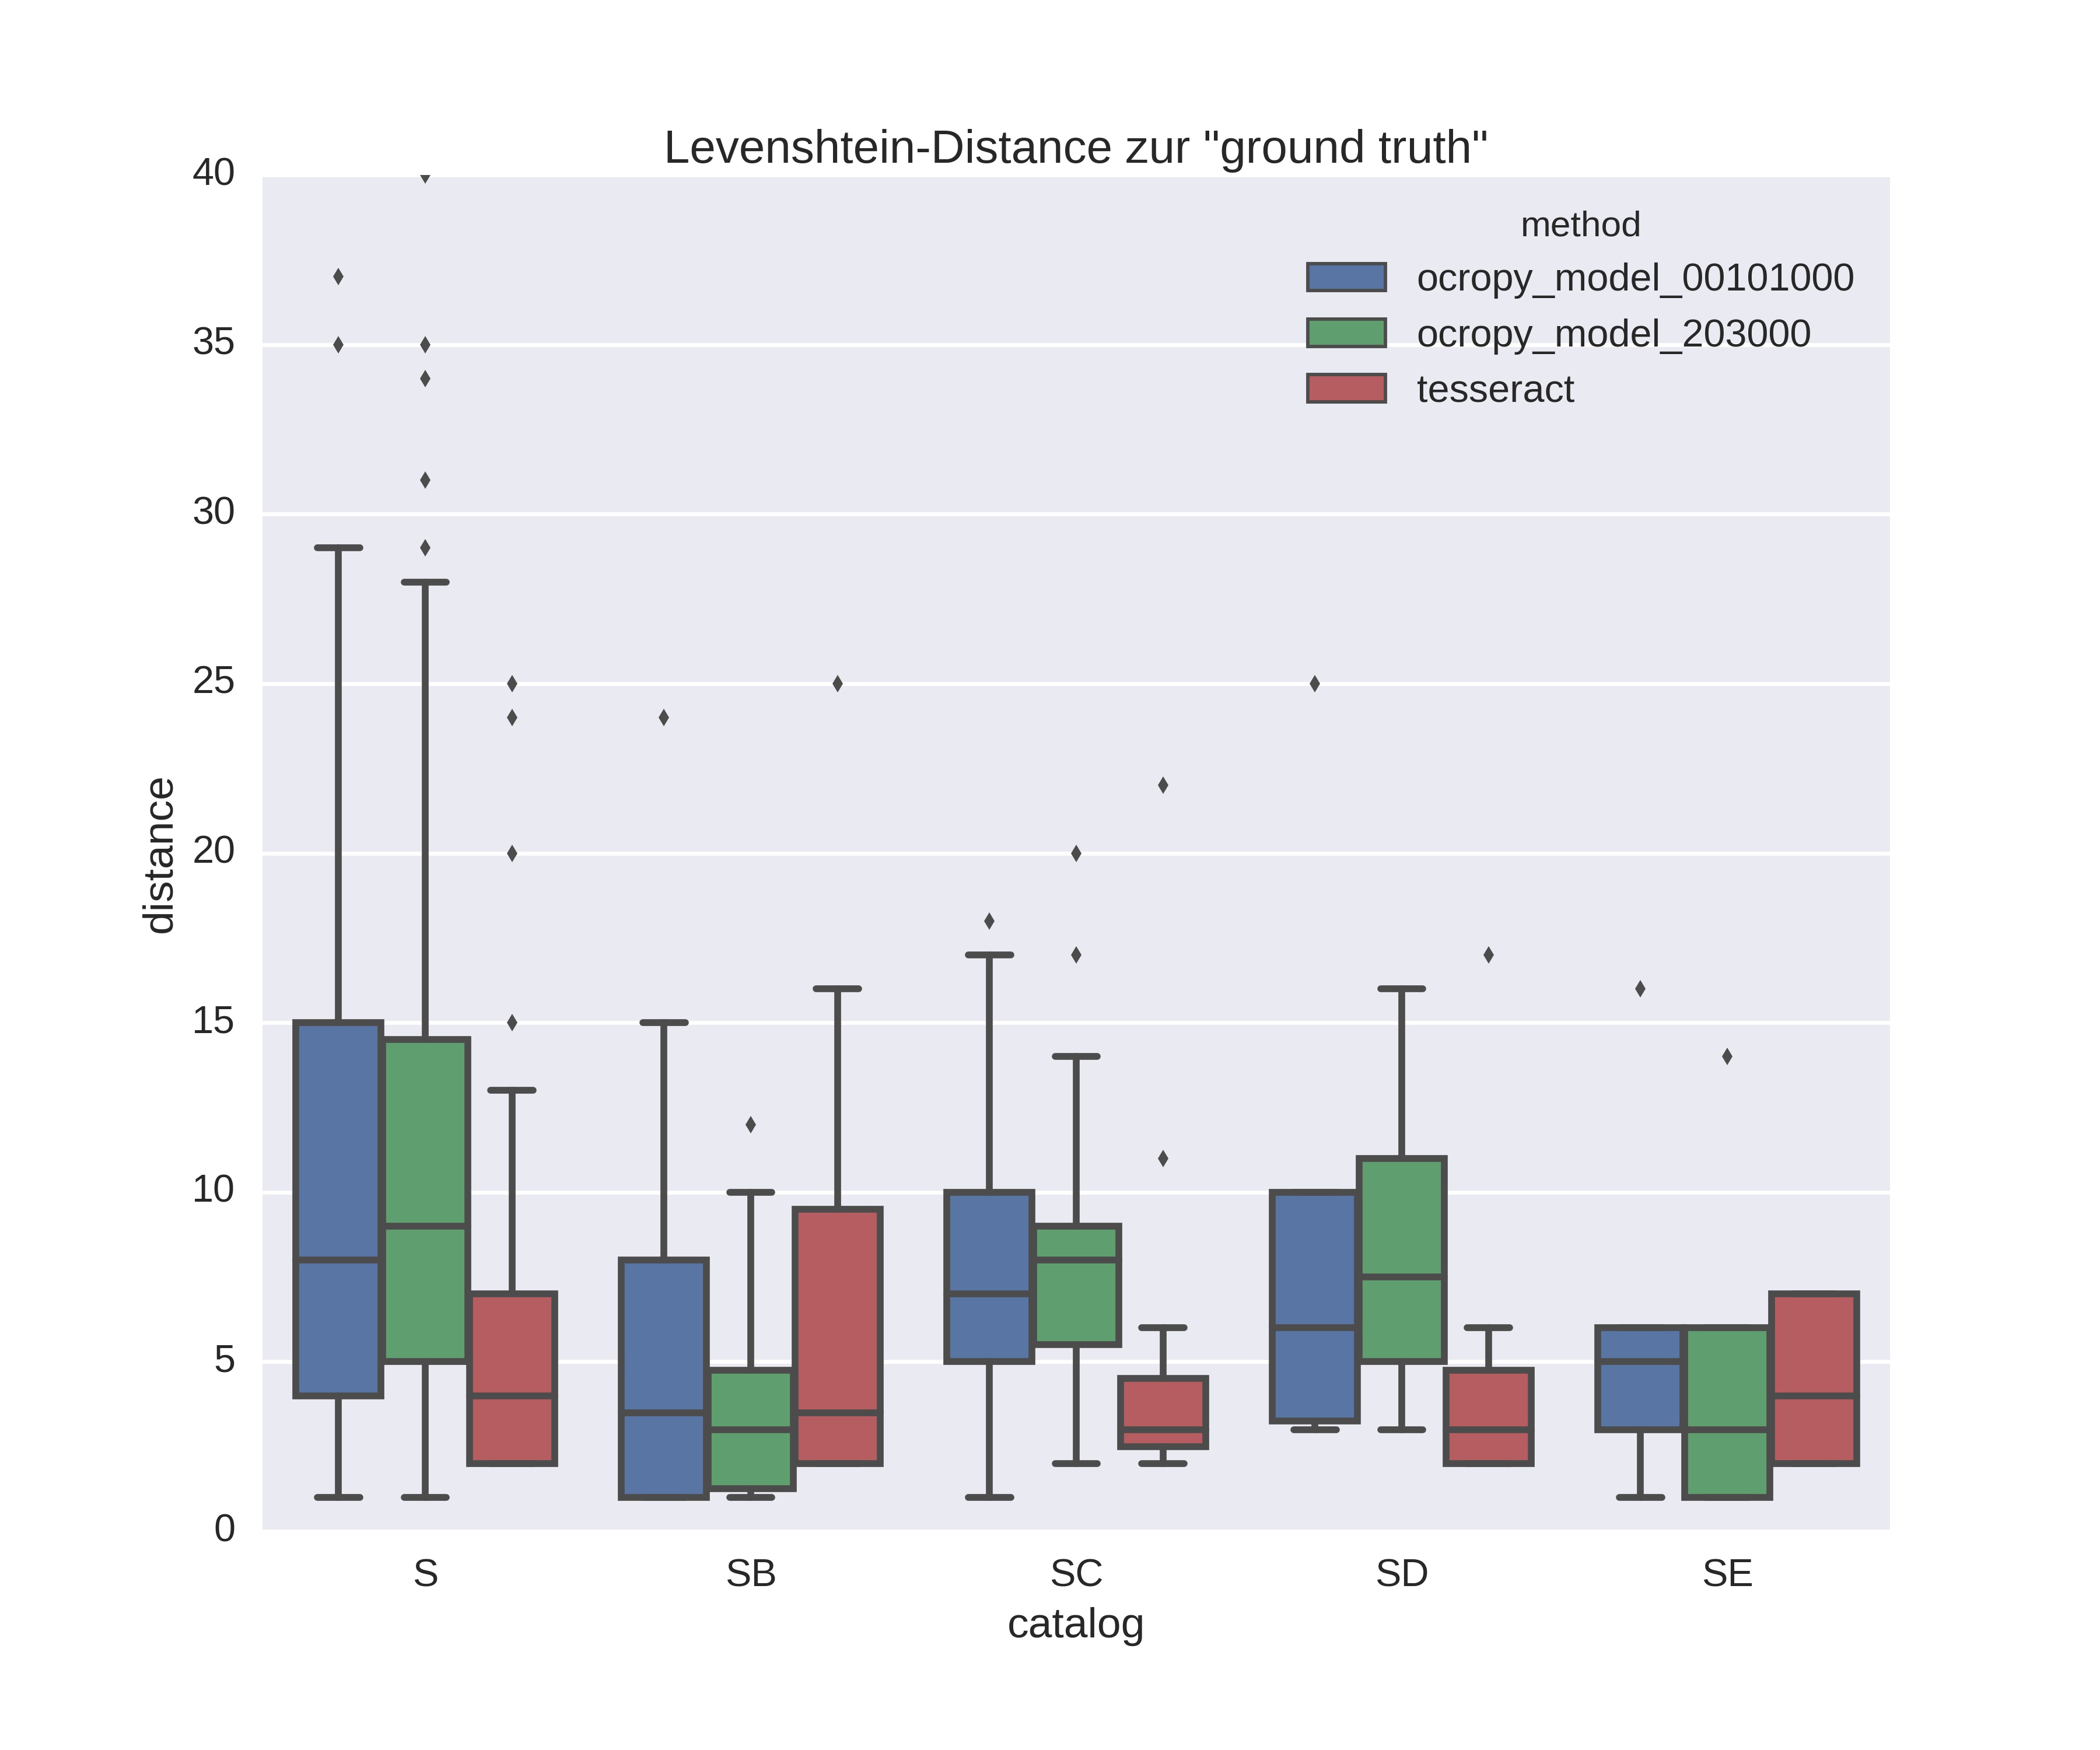 Levenshtein-Distance zur "ground truth"
40
35
30
25
20
15
10
5
0
distance
method
ocropy_model_00101000
ocropy_model_203000
tesseract
S SB SC SD SE
catalog